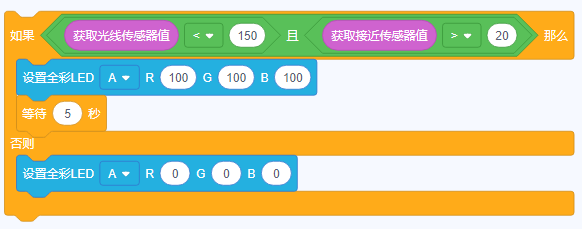 如果 获取光线传感器值 < 150 且 获取接近传感器值 > 20 那么
设置全彩LED A R 100 G 100 B 100
等待 5 秒
否则
设置全彩LED A R 0 G 0 B 0